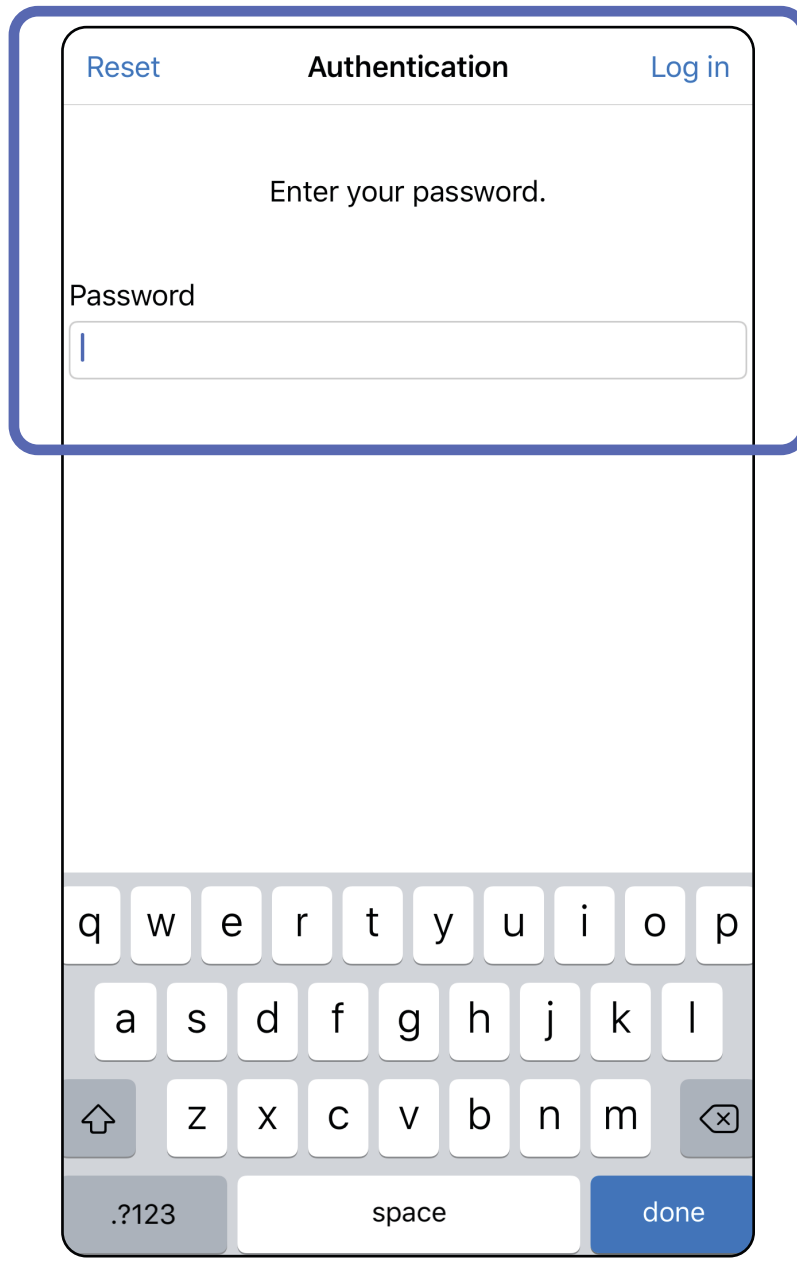 Reset Authentication Log in
Enter your password.
Password
q w e r t y u i o p
a s d f g h j k l
z x c v b n m
.?123 space done